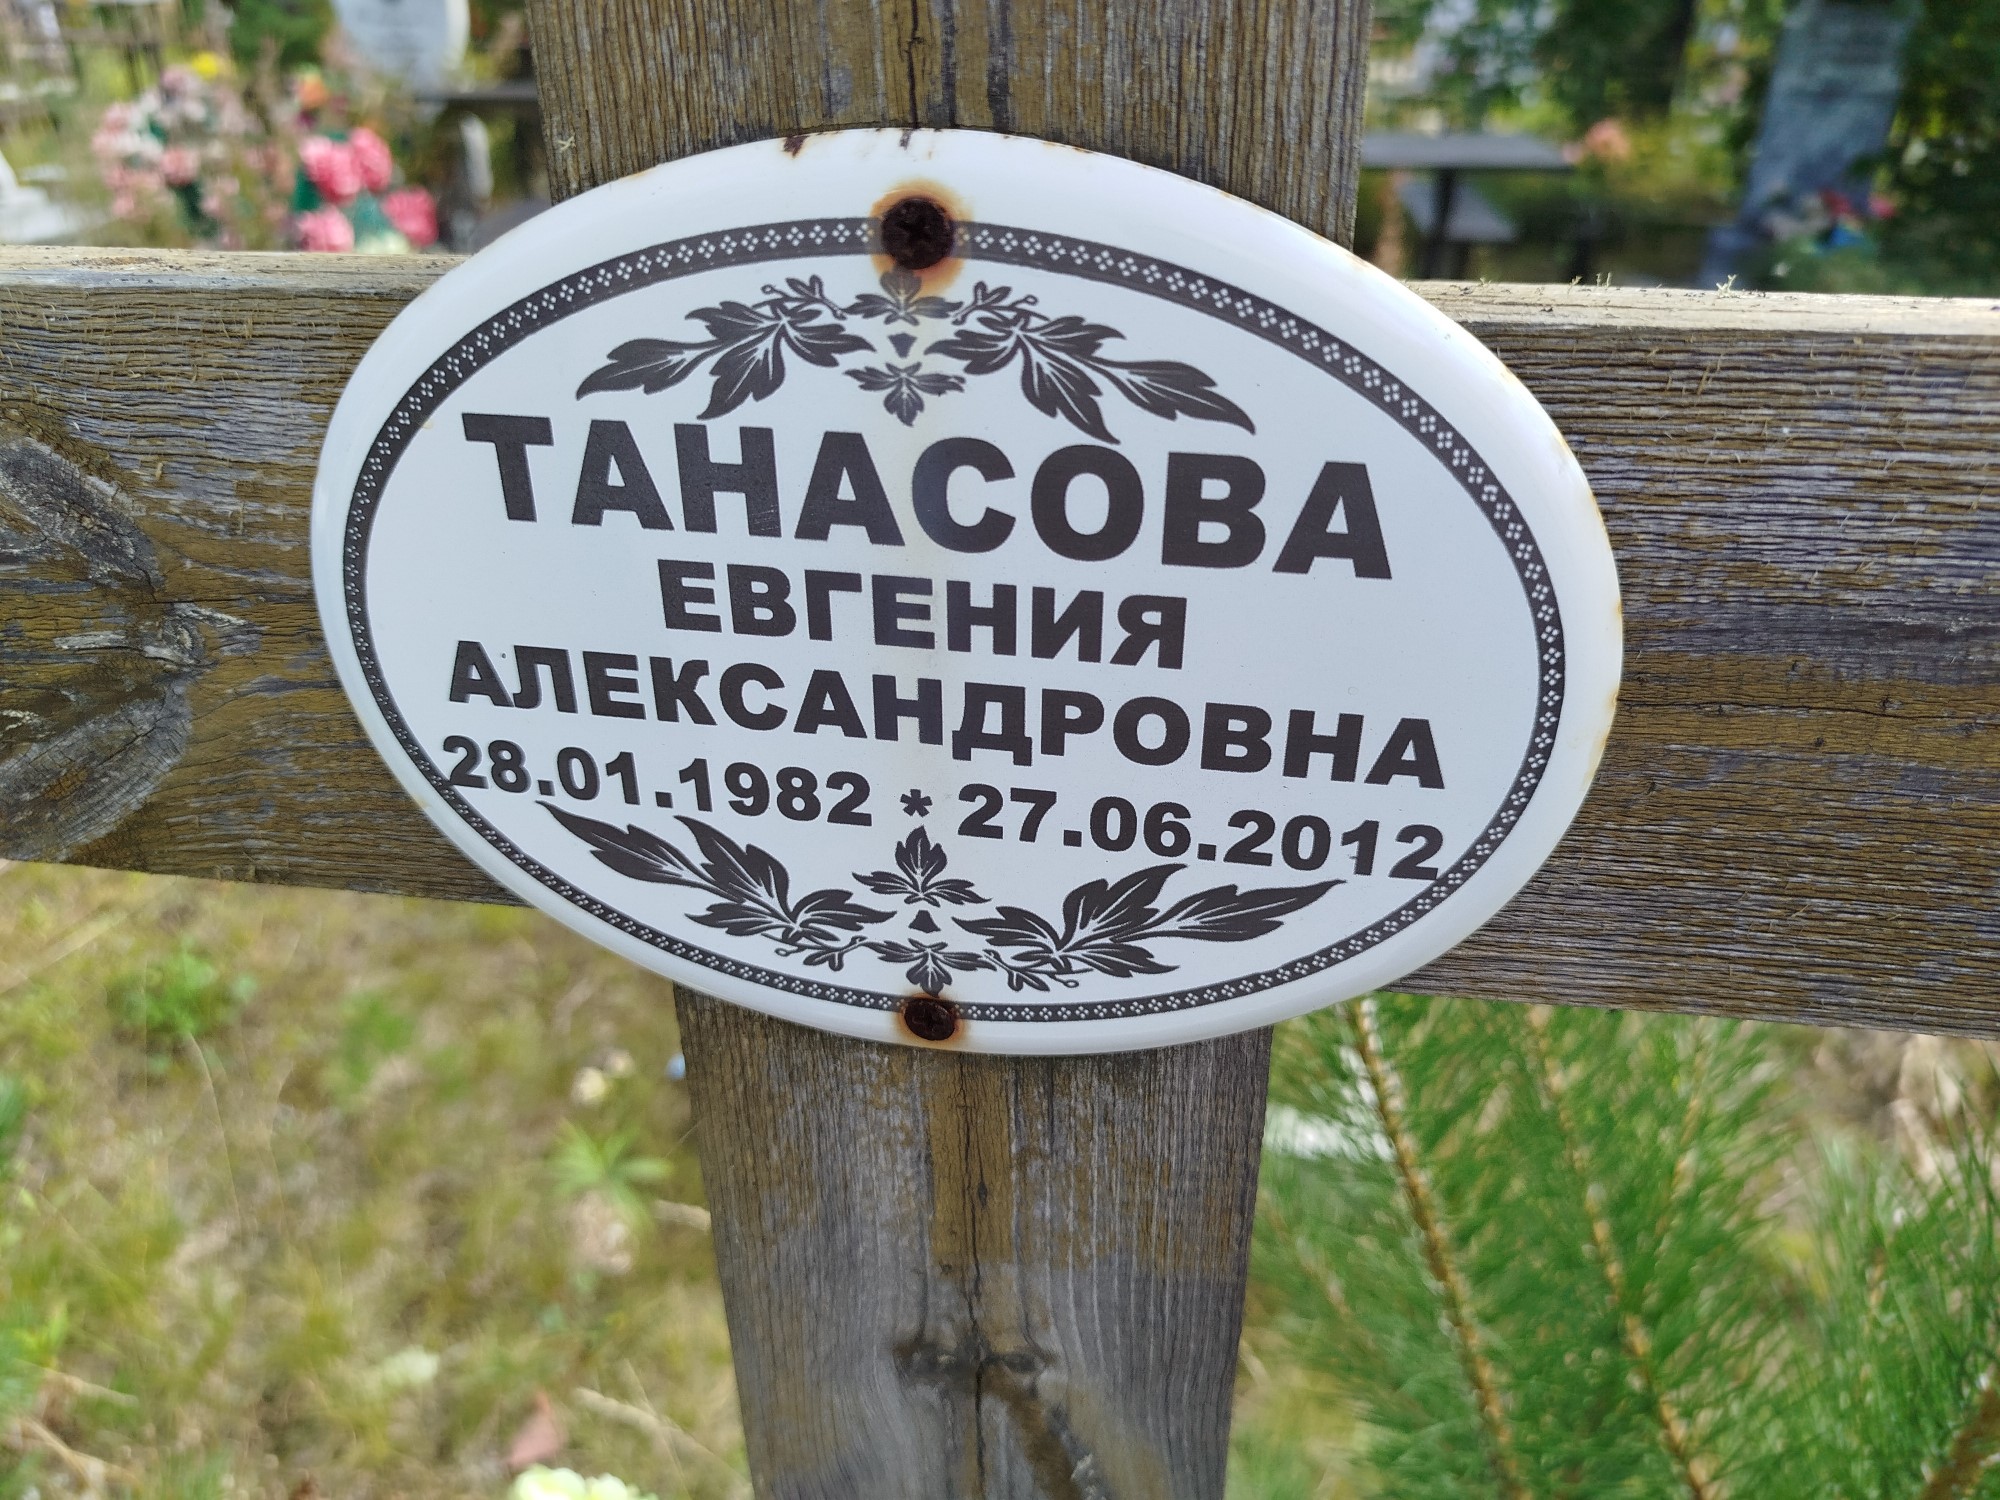 ТАНАСОВА
ЕВГЕНИЯ
АЛЕКСАНДРОВНА
28.01.1982 * 27.06.2012